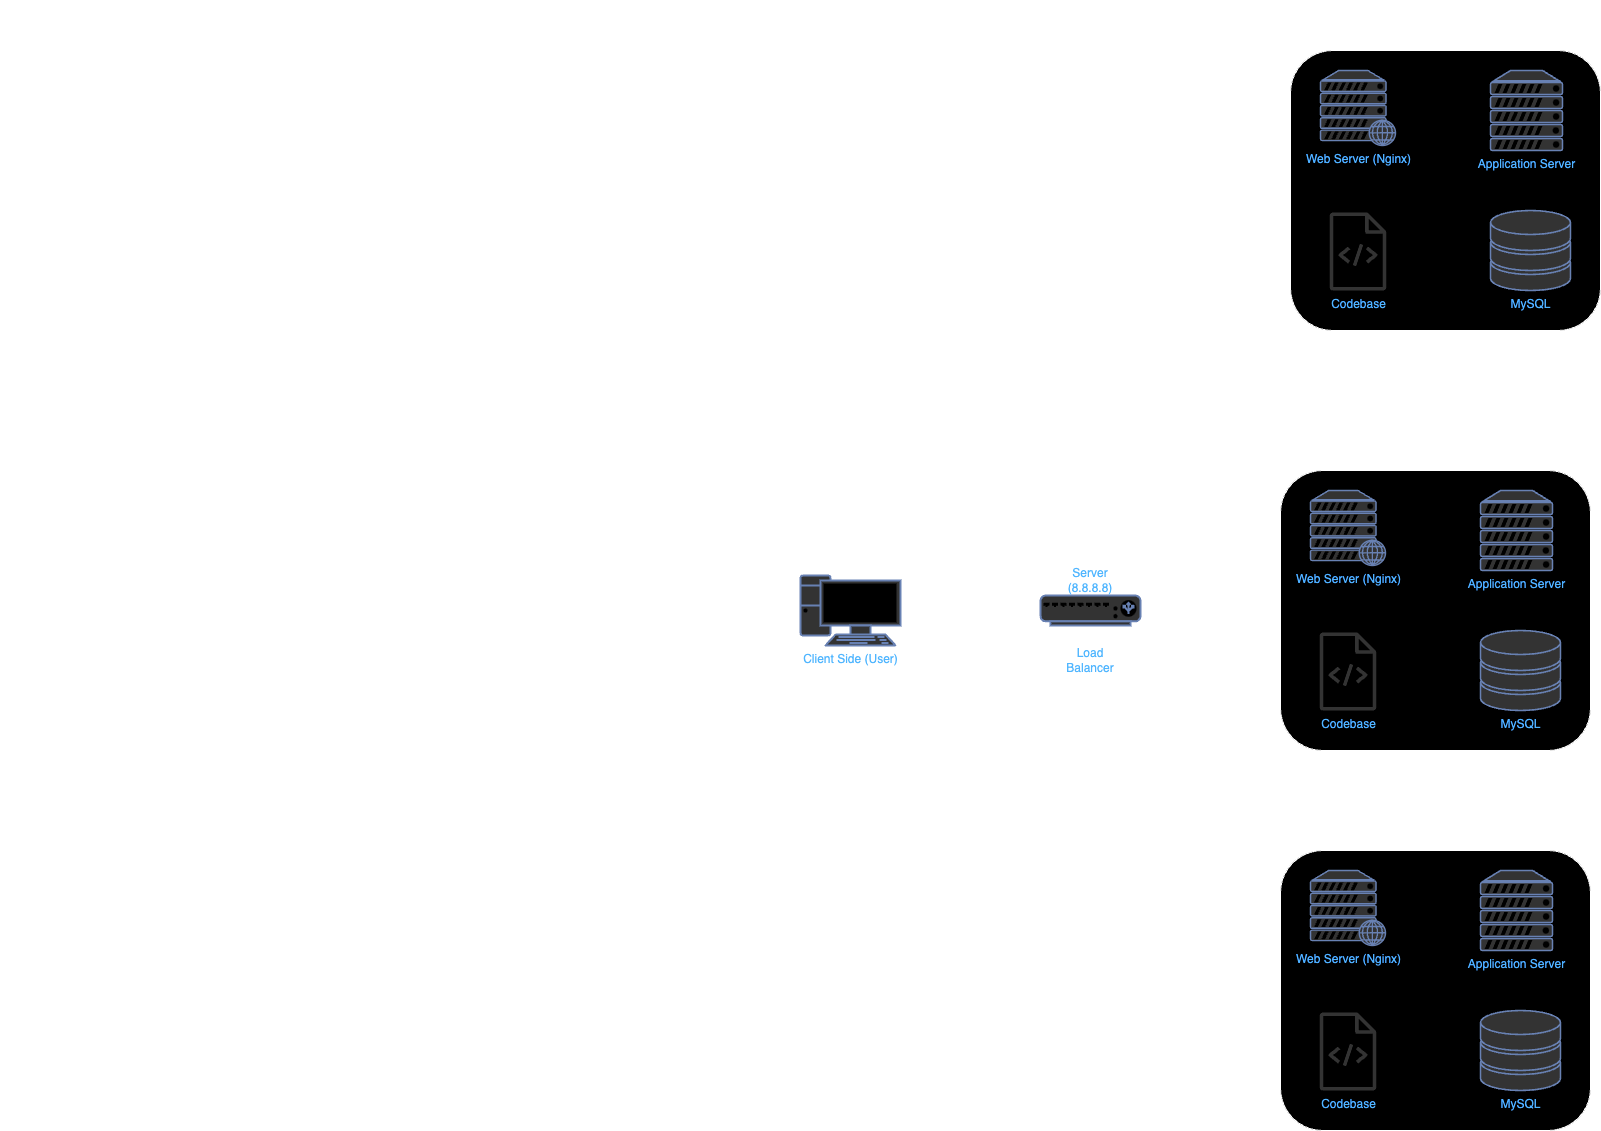 Web Server (Nginx)
Application Server
Codebase
MySQL
Server
(8.8.8.8)
Client Side (User)
Load
Balancer
Web Server (Nginx)
Application Server
Codebase
MySQL
Web Server (Nginx)
Application Server
Codebase
MySQL